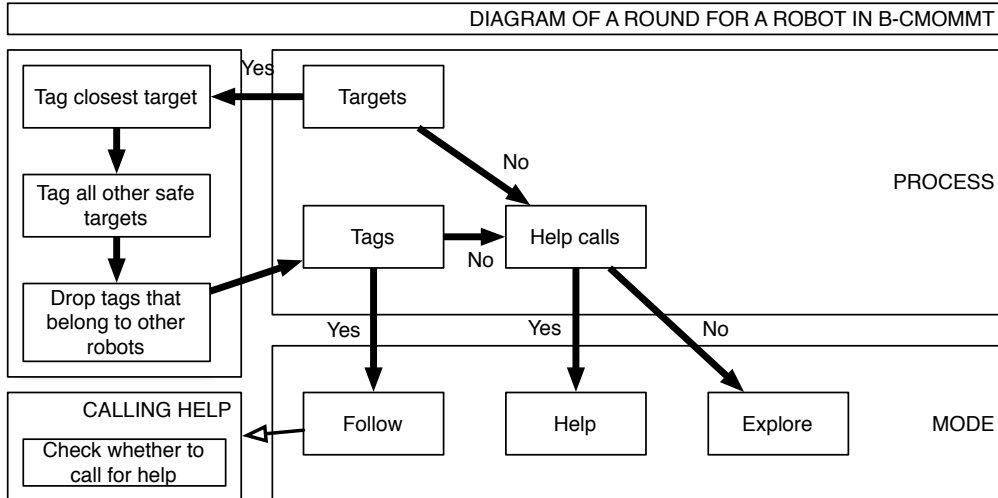 DIAGRAM OF A ROUND FOR A ROBOT IN B-CMOMMT
Yes
Tag closest target
Targets
No
PROCESS
Tag all other safe
targets
Tags
Help calls
No
Drop tags that
belong to other
robots
Yes
Yes
No
CALLING HELP
Follow
Help
Explore
MODE
Check whether to
call for help